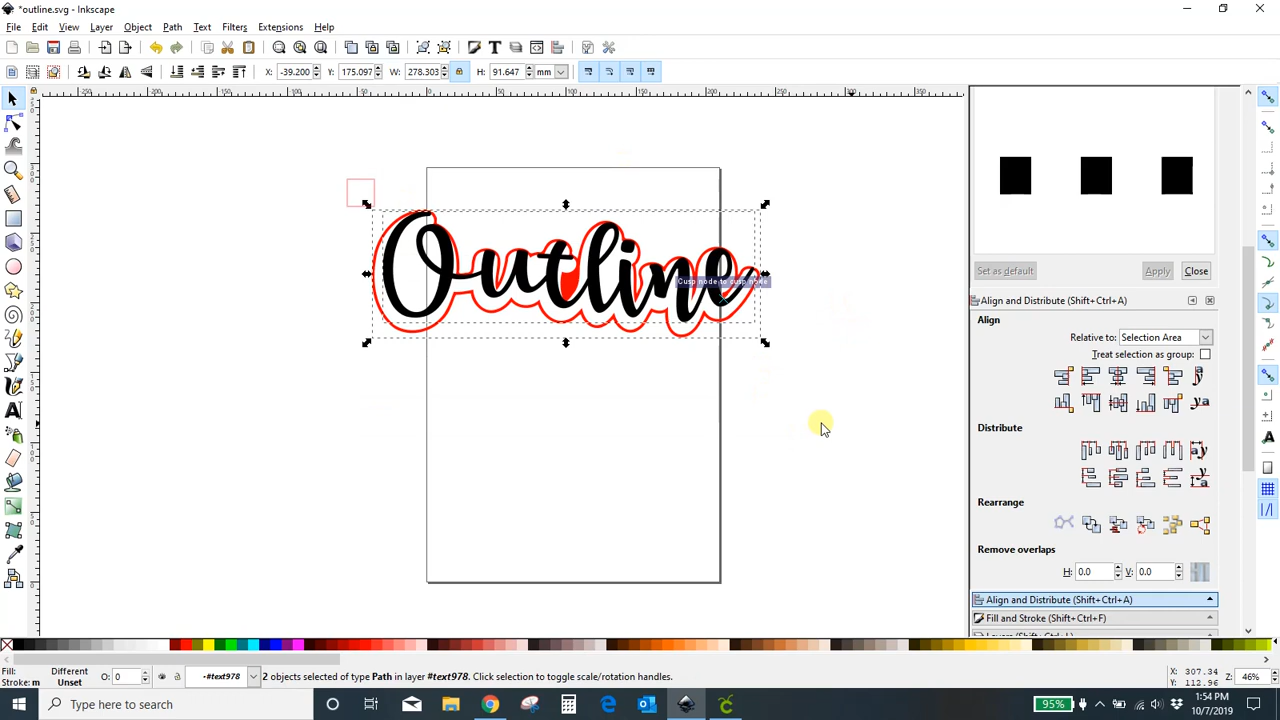 *outline.svg - Inkscape
File Edit View Layer Object Path Text Filters Extensions Help
X: -39.200 Y: 175.097 W: 278.303 H: 91.647 mm
Outline
Cusp node to cusp node
Set as default Apply Close
Align and Distribute (Shift+Ctrl+A)
Align
Relative to: Selection Area
Treat selection as group:
Distribute
Rearrange
Remove overlaps
H: 0.0 V: 0.0
Align and Distribute (Shift+Ctrl+A)
Fill and Stroke (Shift+Ctrl+F)
Fill: Different
Stroke: m Unset
O: 0
-#text978
2 objects selected of type Path in layer #text978. Click selection to toggle scale/rotation handles.
X: 307.34
Y: 112.96
Z: 46%
Type here to search
95%
1:54 PM
10/7/2019